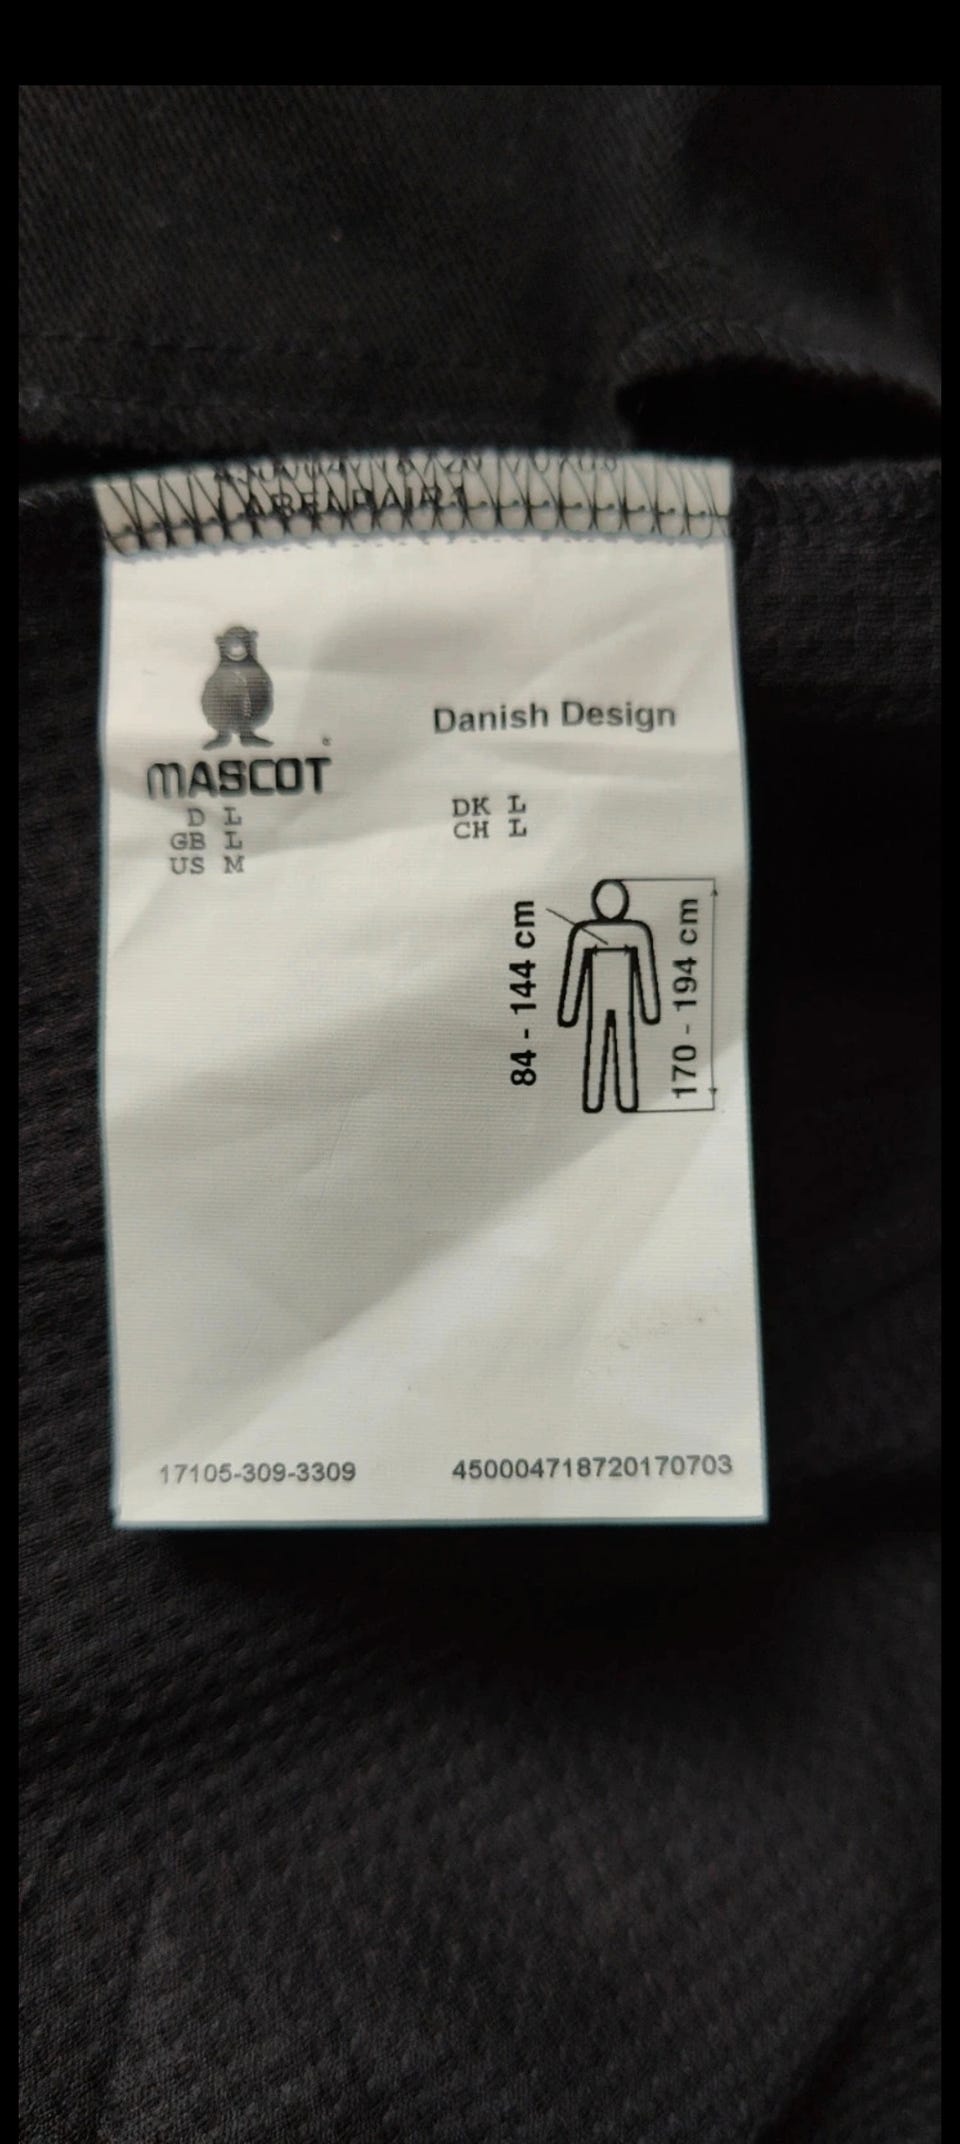 MASCOT®
Danish Design
D L
GB L
US M
DK L
CH L
84 - 144 cm
170 - 194 cm
17105-309-3309
450004718720170703